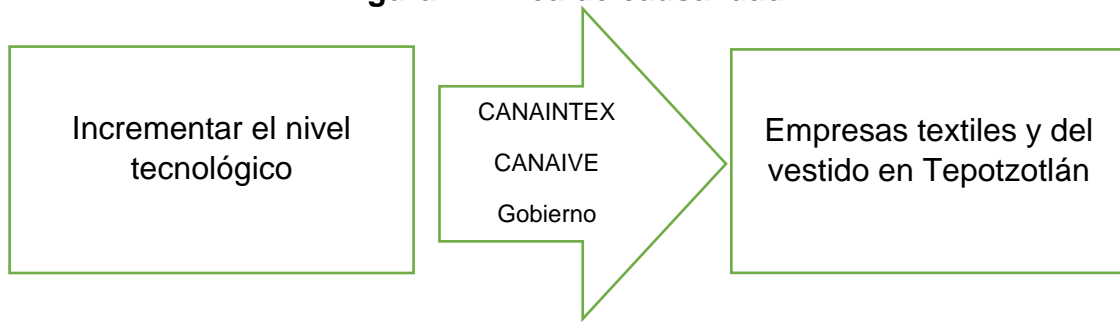 Incrementar el nivel
tecnológico
CANAINTEX
CANAIVE
Gobierno
Empresas textiles y del
vestido en Tepotzotlán